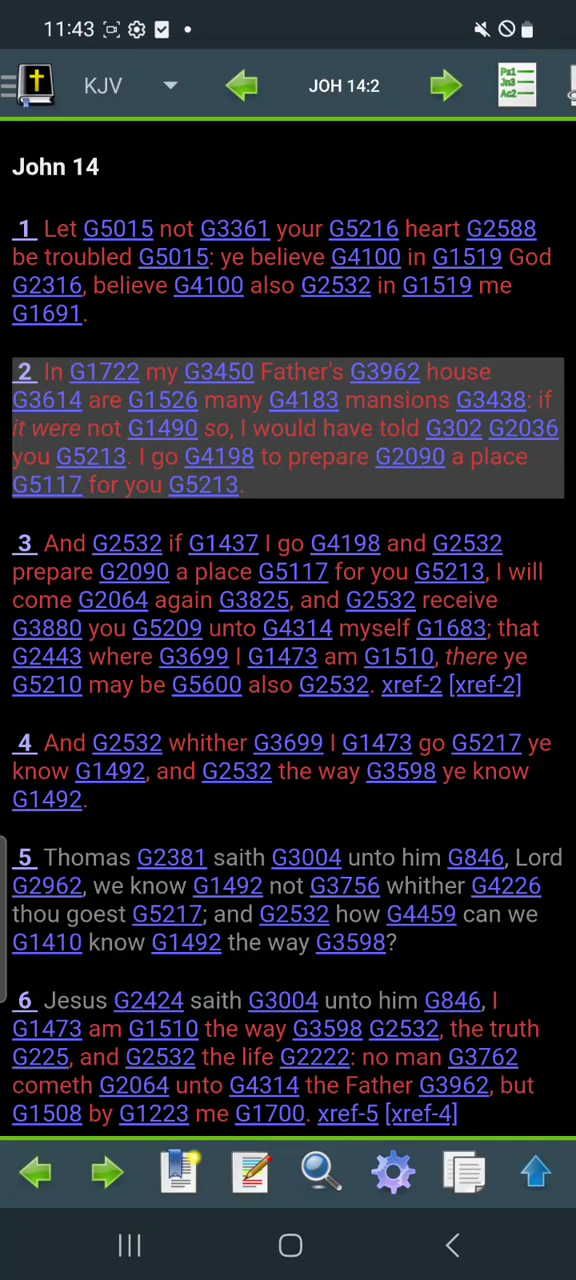 11:43
KJV
JOH 14:2
Ps1
Jn3
Ac2
John 14
1 Let G5015 not G3361 your G5216 heart G2588
be troubled G5015: ye believe G4100 in G1519 God
G2316, believe G4100 also G2532 in G1519 me
G1691.
2 In G1722 my G3450 Father's G3962 house
G3614 are G1526 many G4183 mansions G3438: if
it were not G1490 so, I would have told G302 G2036
you G5213. I go G4198 to prepare G2090 a place
G5117 for you G5213.
3 And G2532 if G1437 I go G4198 and G2532
prepare G2090 a place G5117 for you G5213, I will
come G2064 again G3825, and G2532 receive
G3880 you G5209 unto G4314 myself G1683; that
G2443 where G3699 I G1473 am G1510, there ye
G5210 may be G5600 also G2532. xref-2 [xref-2]
4 And G2532 whither G3699 I G1473 go G5217 ye
know G1492, and G2532 the way G3598 ye know
G1492.
5 Thomas G2381 saith G3004 unto him G846, Lord
G2962, we know G1492 not G3756 whither G4226
thou goest G5217; and G2532 how G4459 can we
G1410 know G1492 the way G3598?
6 Jesus G2424 saith G3004 unto him G846, I
G1473 am G1510 the way G3598 G2532, the truth
G225, and G2532 the life G2222: no man G3762
cometh G2064 unto G4314 the Father G3962, but
G1508 by G1223 me G1700. xref-5 [xref-4]